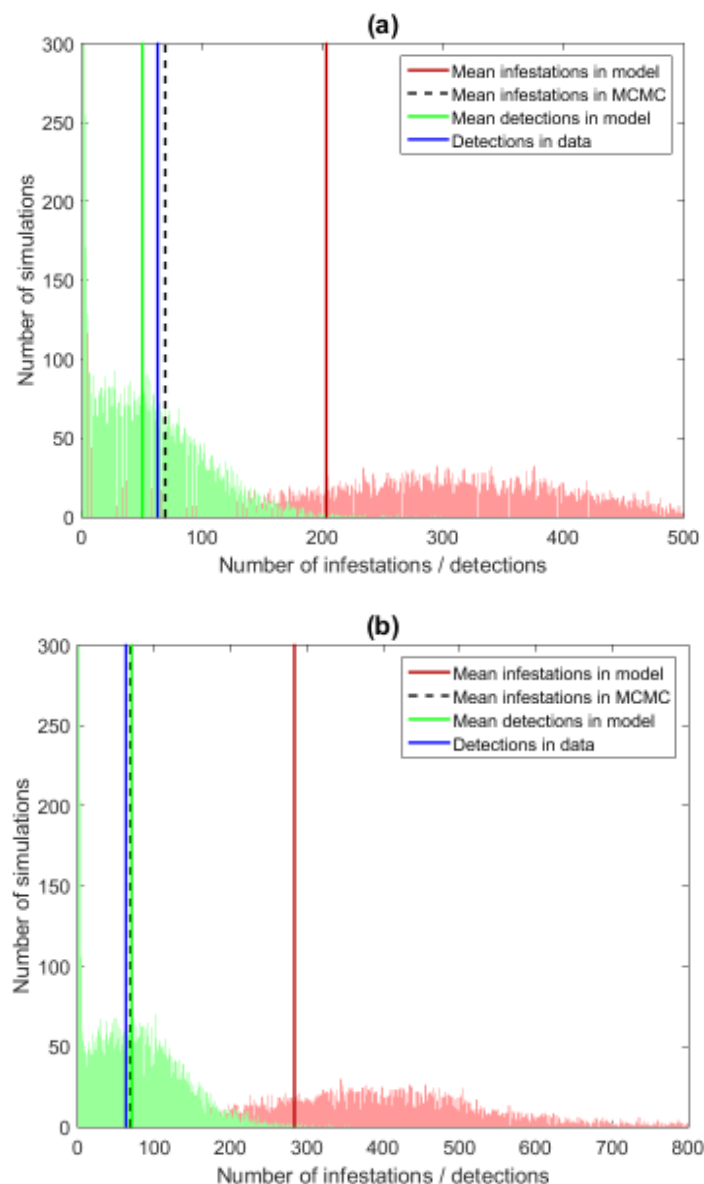 (a)
300
250
200
150
100
50
0
Number of simulations
Mean infestations in model
Mean infestations in MCMC
Mean detections in model
Detections in data
0 100 200 300 400 500
Number of infestations / detections
(b)
300
250
200
150
100
50
0
Number of simulations
Mean infestations in model
Mean infestations in MCMC
Mean detections in model
Detections in data
0 100 200 300 400 500 600 700 800
Number of infestations / detections